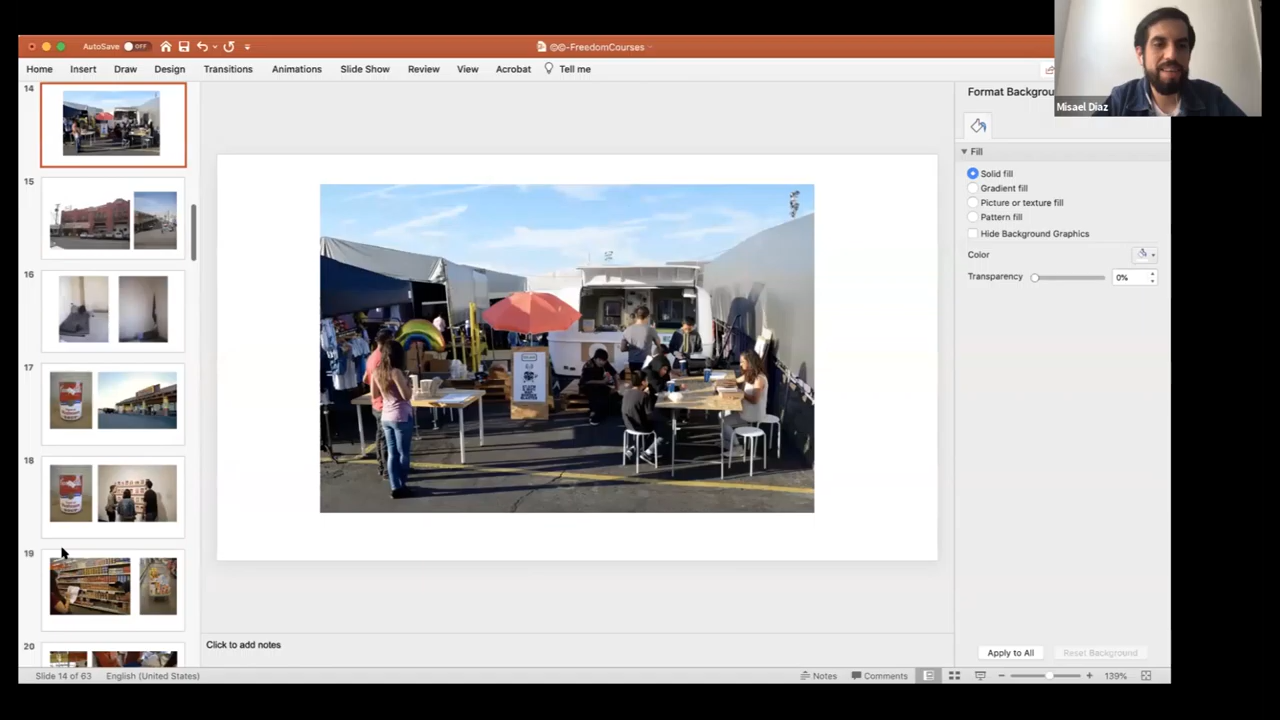 AutoSave OFF
©©-FreedomCourses
Home Insert Draw Design Transitions Animations Slide Show Review View Acrobat Tell me
14
15
16
17
18
19
20
Format Backgrou
Misael Diaz
Fill
Solid fill
Gradient fill
Picture or texture fill
Pattern fill
Hide Background Graphics
Color
Transparency 0%
Click to add notes
Apply to All Reset Background
Slide 14 of 63 English (United States) Notes Comments 139%